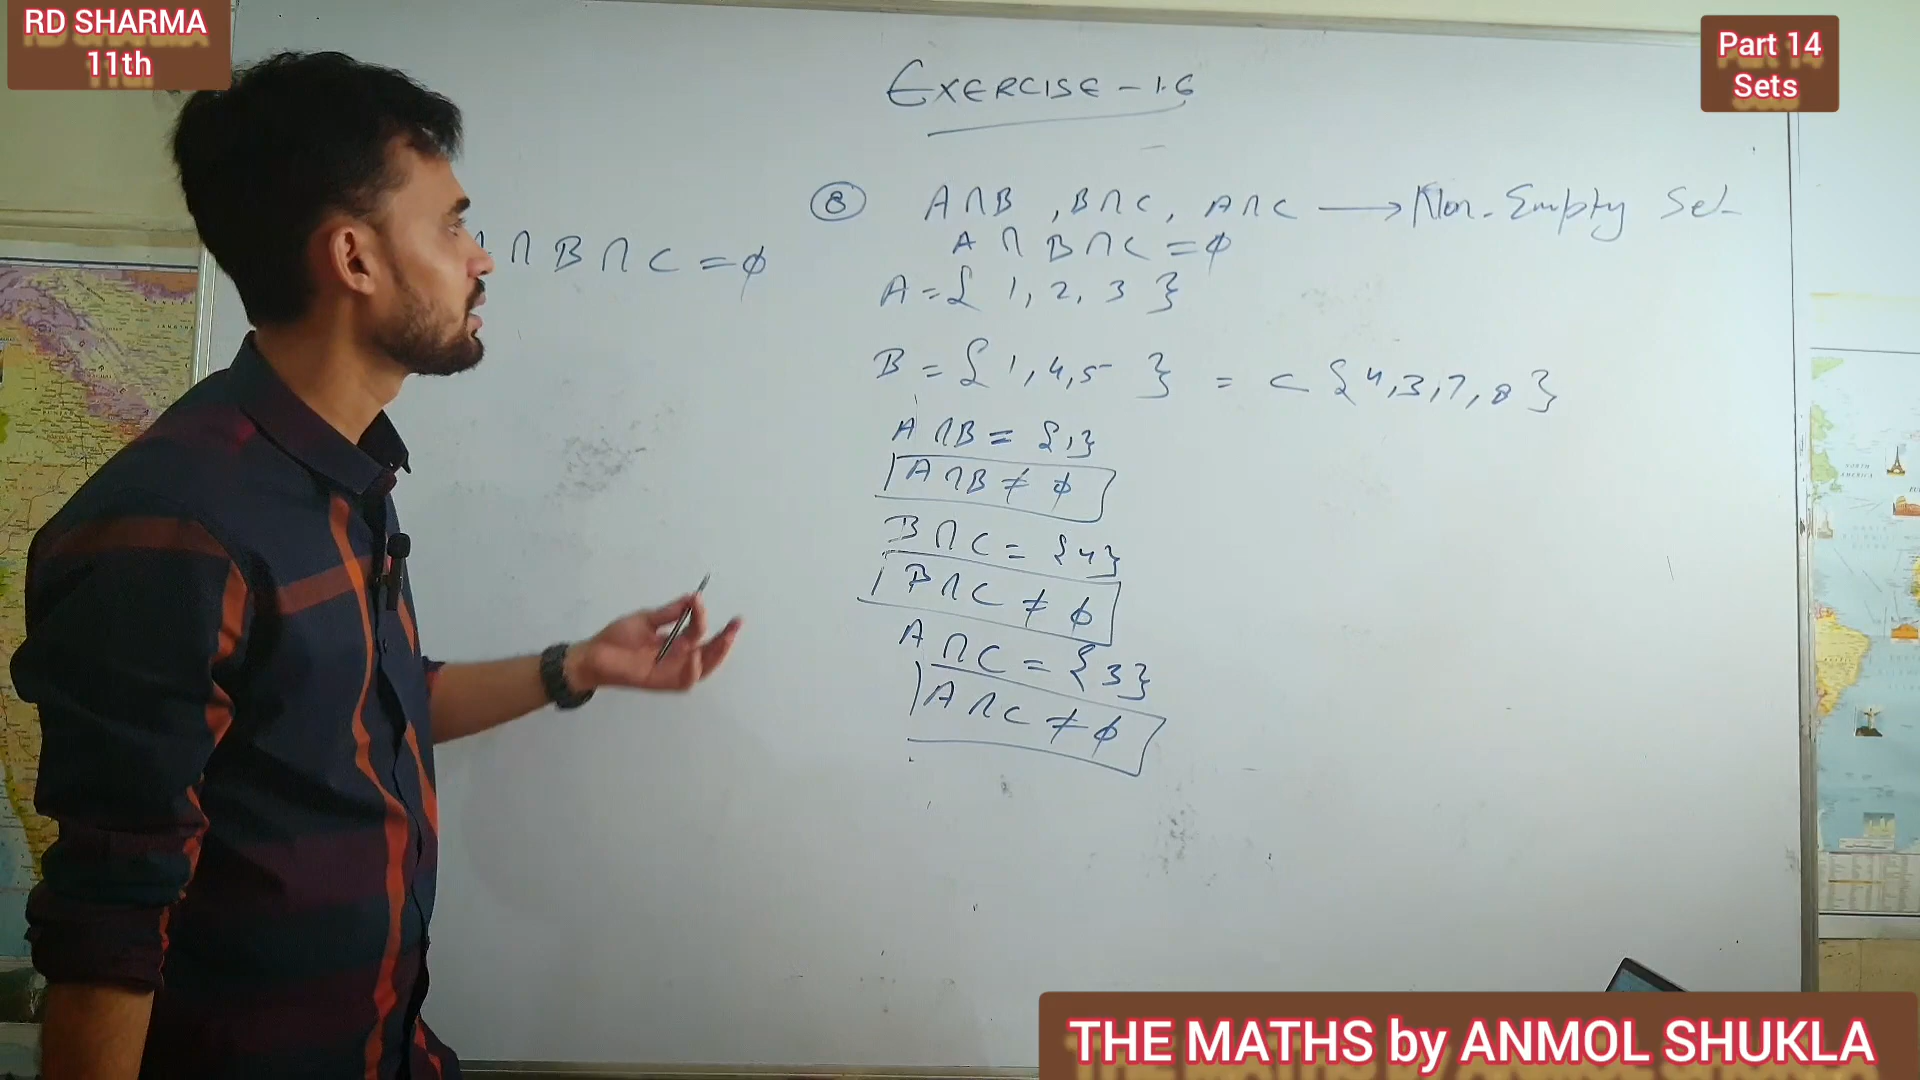 RD SHARMA
11th
Part 14
Sets
EXERCISE - 1.6
⑧ A∩B , B∩C, A∩C ⟶ Non-Empty Set
A ∩ B∩C = ϕ
∩ B ∩ C = ϕ
A = { 1, 2, 3 }
B = { 1, 4, 5 } = C {4,3,7,8}
A ∩B = {1}
A∩B ≠ ϕ
B ∩ C = {4}
B∩C ≠ ϕ
A ∩C = {3}
A∩C ≠ ϕ
THE MATHS by ANMOL SHUKLA